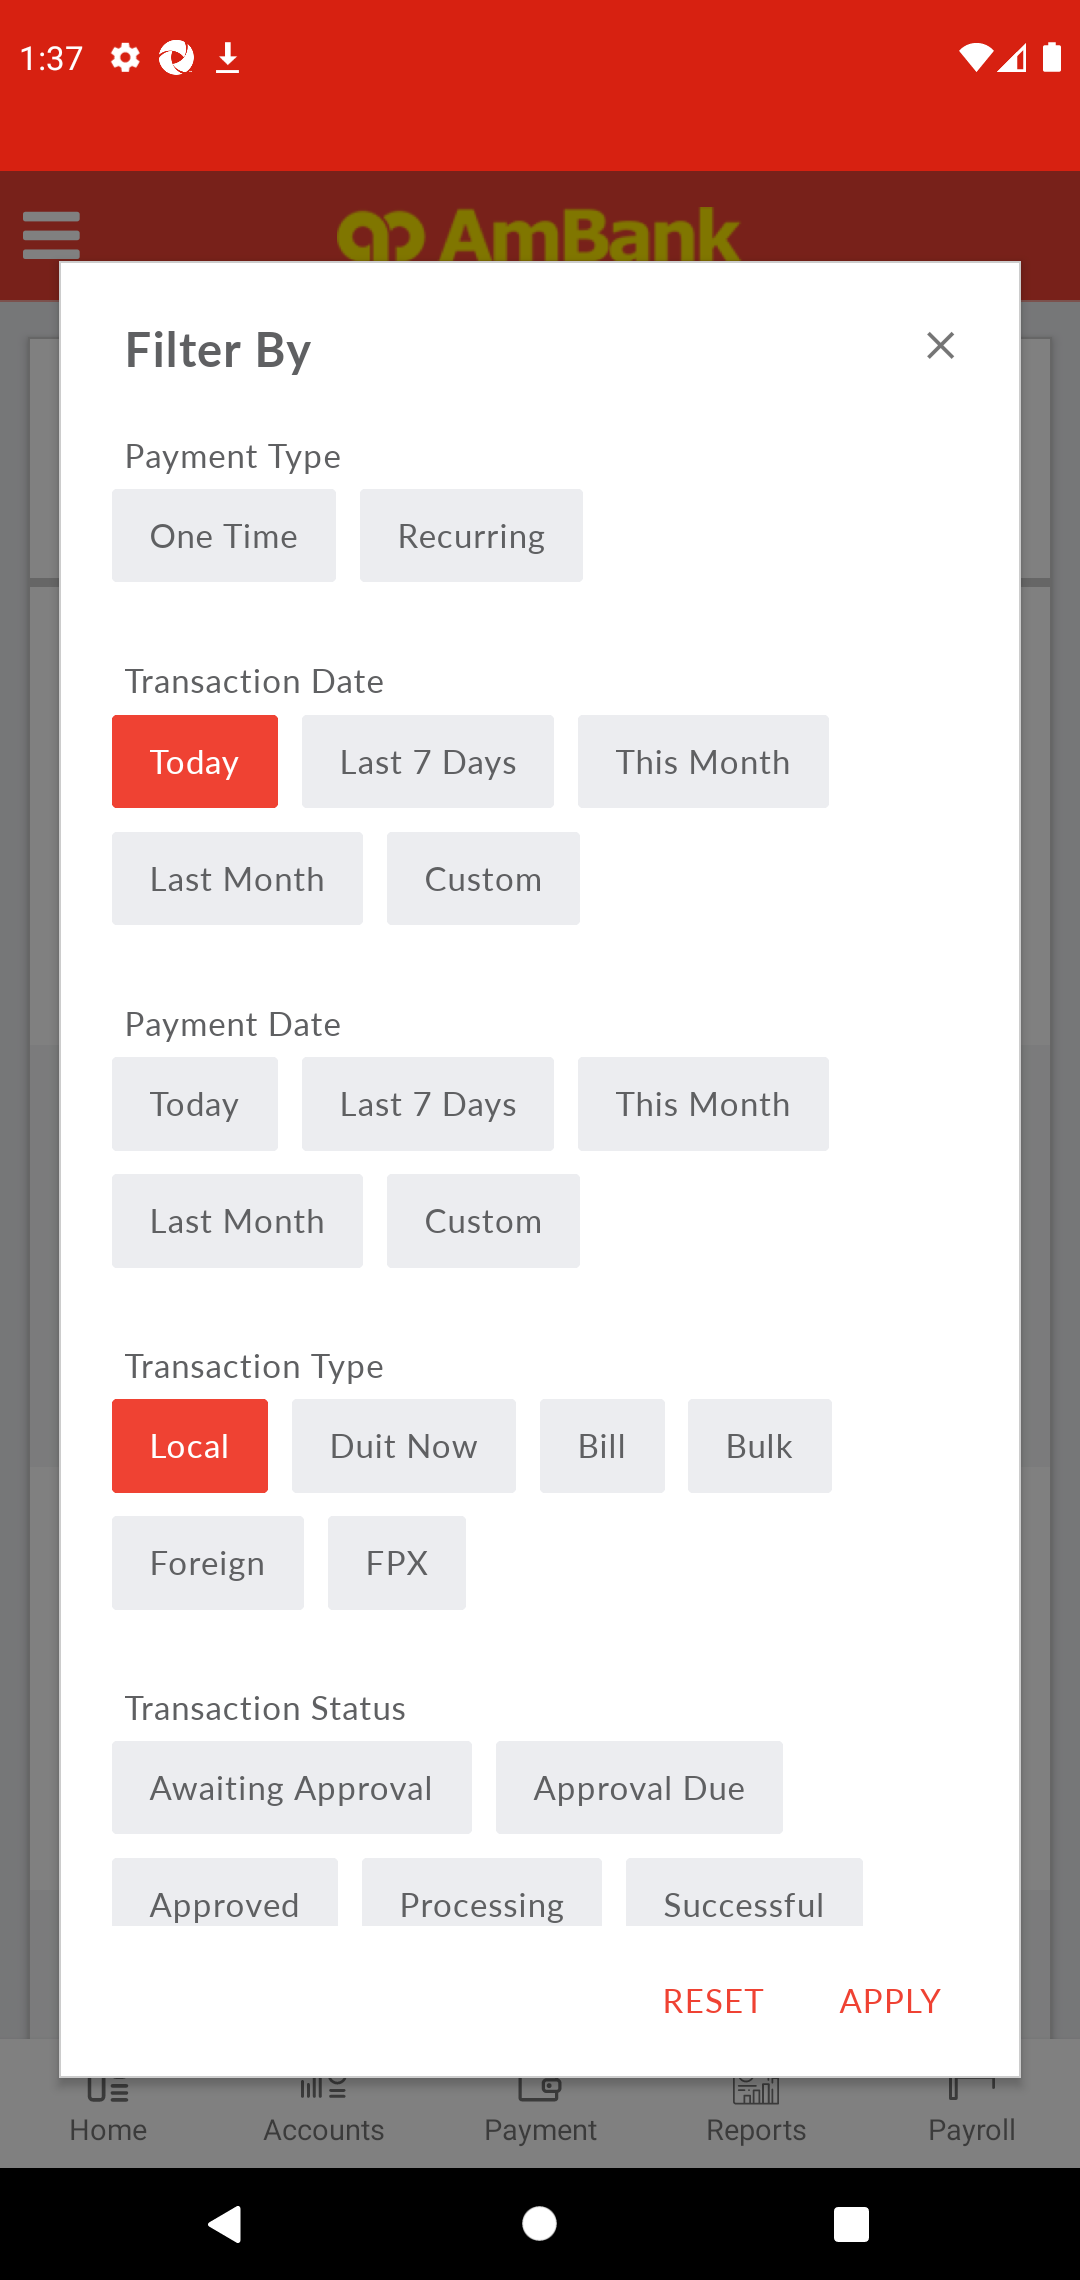 1:37
AmBank
Filter By
Payment Type
One Time Recurring
Transaction Date
Today Last 7 Days This Month
Last Month Custom
Payment Date
Today Last 7 Days This Month
Last Month Custom
Transaction Type
Local Duit Now Bill Bulk
Foreign FPX
Transaction Status
Awaiting Approval Approval Due
Approved Processing Successful
RESET APPLY
Home Accounts Payment Reports Payroll